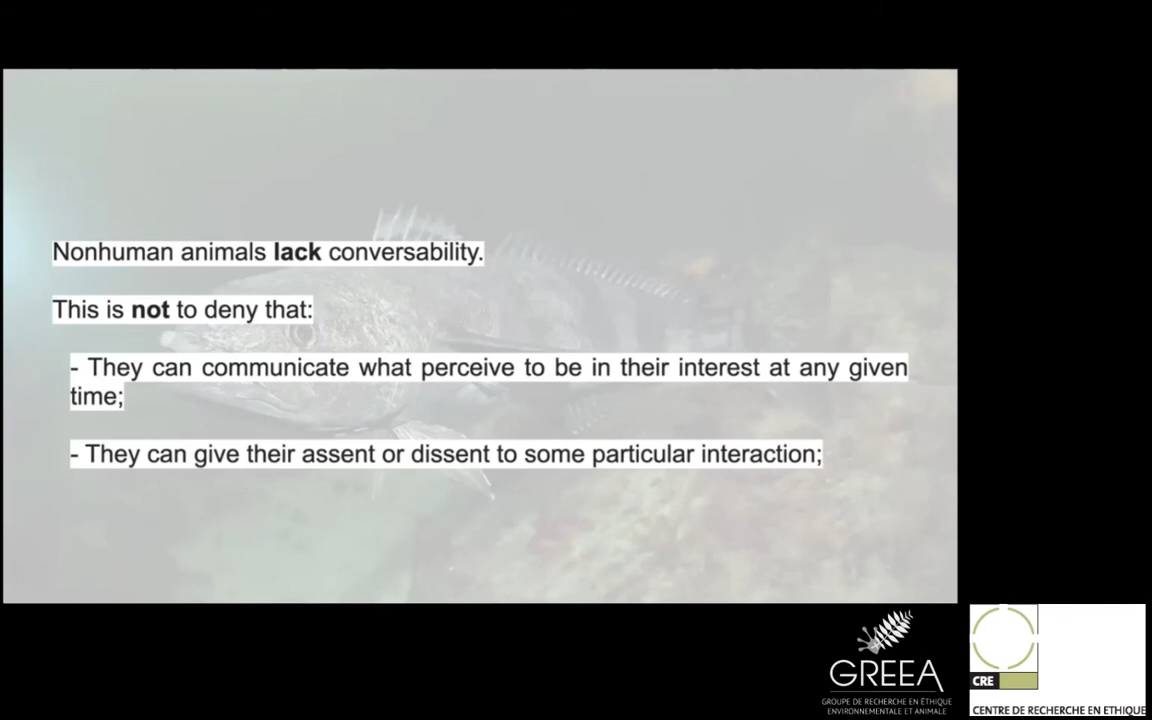 Nonhuman animals lack conversability.
This is not to deny that:
- They can communicate what perceive to be in their interest at any given
time;
- They can give their assent or dissent to some particular interaction;
GREEA
GROUPE DE RECHERCHE EN ÉTHIQUE
ENVIRONNEMENTALE ET ANIMALE
CRE
CENTRE DE RECHERCHE EN ETHIQUE